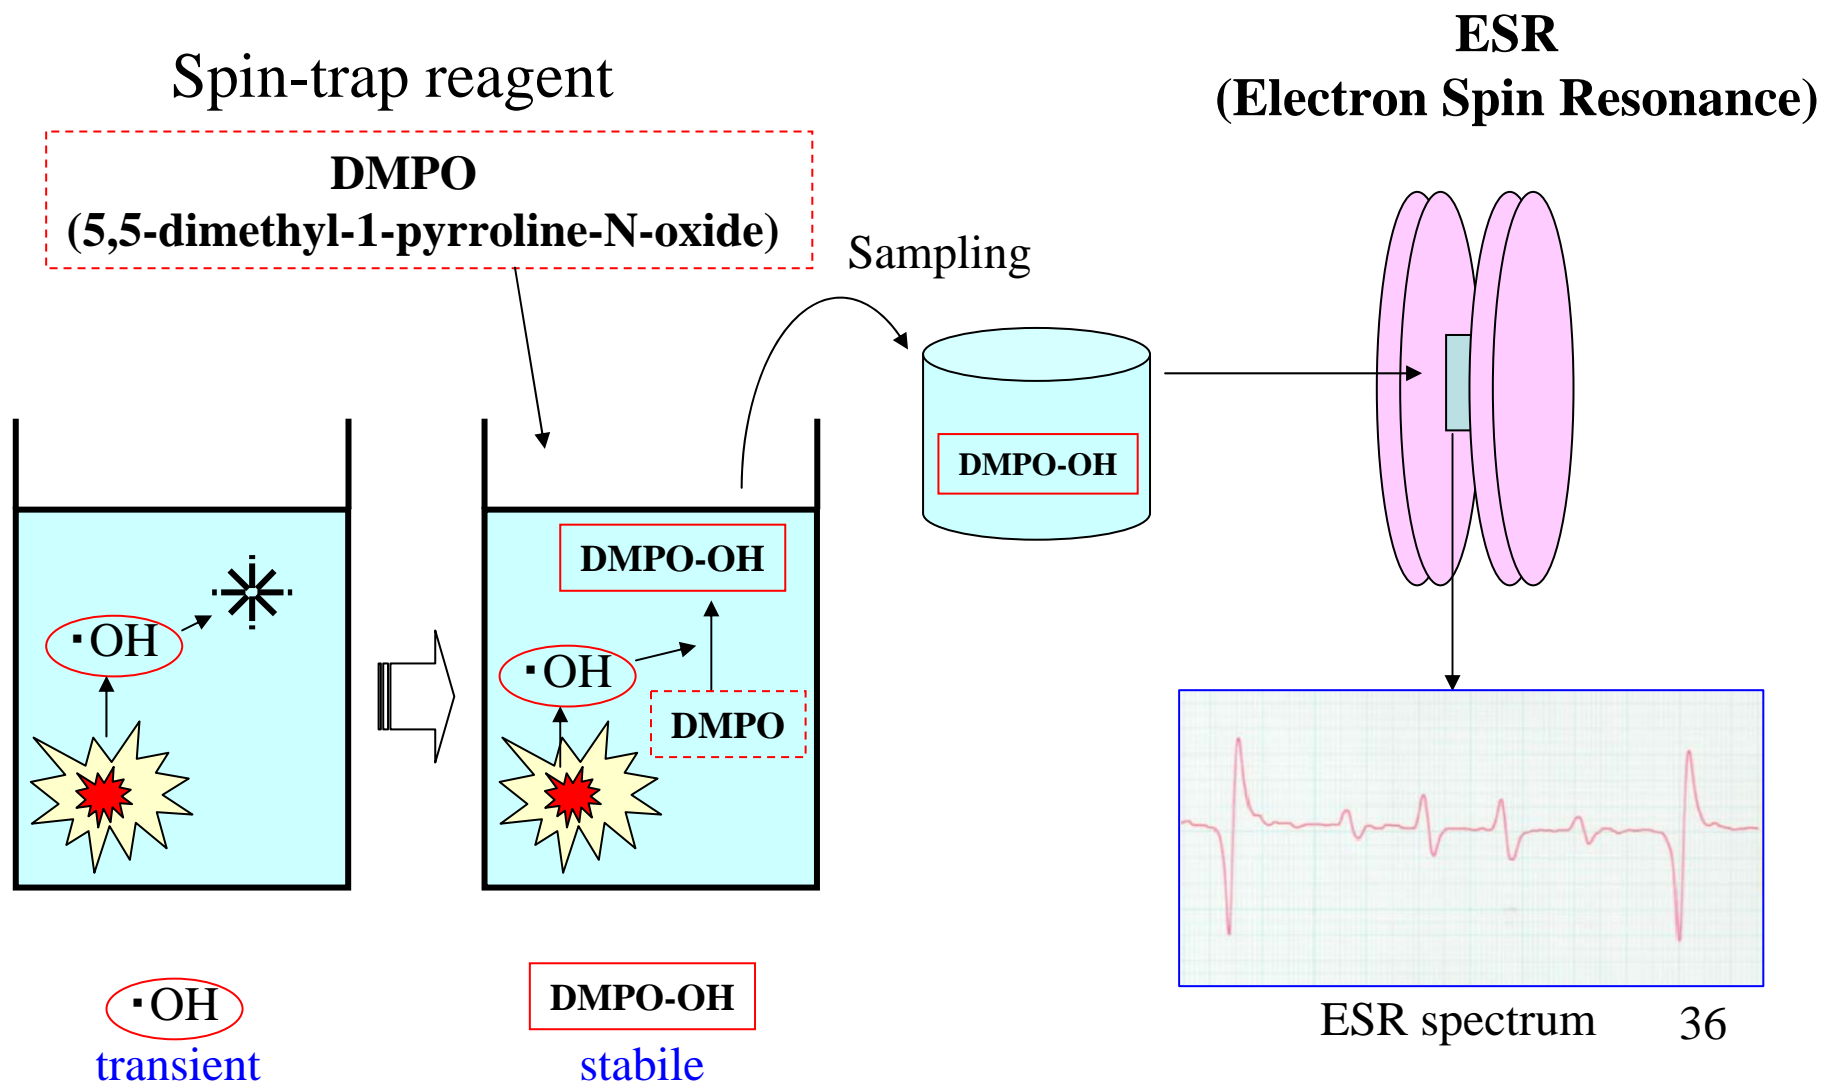 Spin-trap reagent
DMPO
(5,5-dimethyl-1-pyrroline-N-oxide)
ESR
(Electron Spin Resonance)
Sampling
DMPO-OH
·OH
DMPO-OH
·OH
DMPO
·OH
transient
DMPO-OH
stabile
ESR spectrum
36